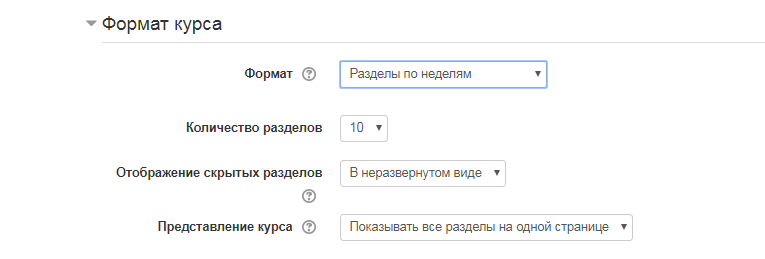 Формат курса
Формат ? Разделы по неделям
Количество разделов 10
Отображение скрытых разделов В неразвернутом виде
?
Представление курса ? Показывать все разделы на одной странице